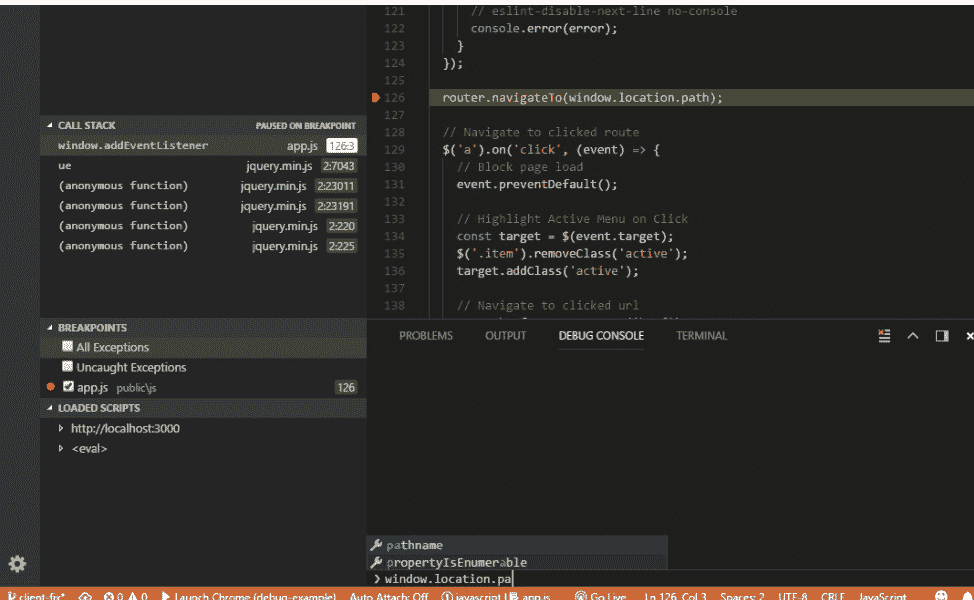 CALL STACK PAUSED ON BREAKPOINT
window.addEventListener app.js 126:3
ue jquery.min.js 2:7043
(anonymous function) jquery.min.js 2:23011
(anonymous function) jquery.min.js 2:23191
(anonymous function) jquery.min.js 2:220
(anonymous function) jquery.min.js 2:225
BREAKPOINTS
All Exceptions
Uncaught Exceptions
app.js public\js 126
LOADED SCRIPTS
http://localhost:3000
<eval>
121 // eslint-disable-next-line no-console
122 console.error(error);
123 }
124 });
125
126 router.navigateTo(window.location.path);
127
128 // Navigate to clicked route
129 $('a').on('click', (event) => {
130 // Block page load
131 event.preventDefault();
132
133 // Highlight Active Menu on Click
134 const target = $(event.target);
135 $('.item').removeClass('active');
136 target.addClass('active');
137
138 // Navigate to clicked url
PROBLEMS OUTPUT DEBUG CONSOLE TERMINAL
pathname
propertyIsEnumerable
window.location.pa
client-frx* 0 0 Launch Chrome (debug-example) Auto Attach: Off javascript | app.js Go Live Ln 126, Col 3 Spaces: 2 UTF-8 CRLF JavaScript